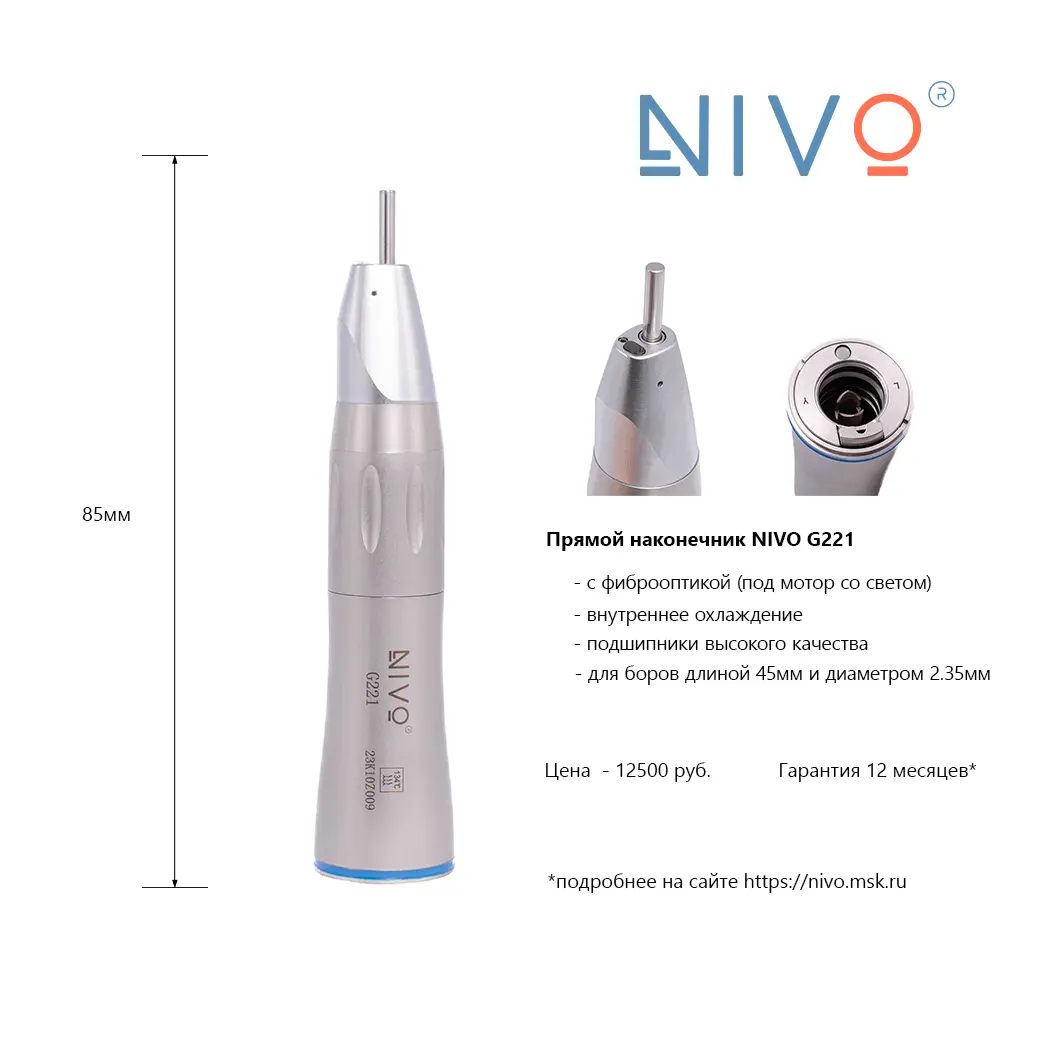 NIVO®
85мм
Прямой наконечник NIVO G221
- с фиброоптикой (под мотор со светом)
- внутреннее охлаждение
- подшипники высокого качества
- для боров длиной 45мм и диаметром 2.35мм
NIVO®
G221
23K10Z009
134°C
Цена - 12500 руб.
Гарантия 12 месяцев*
*подробнее на сайте https://nivo.msk.ru